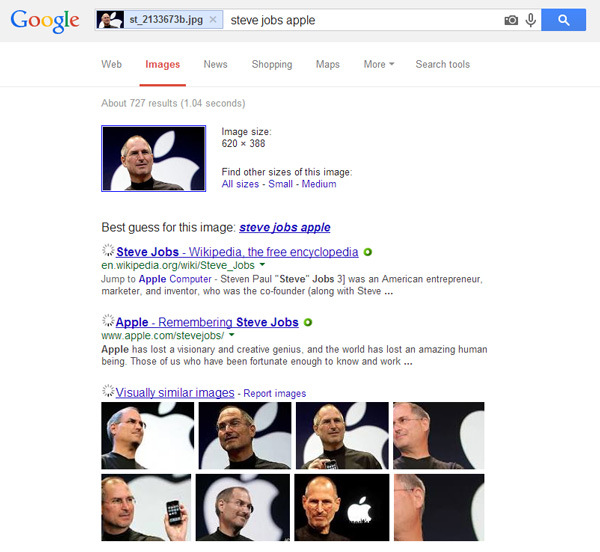 Google st_2133673b.jpg × steve jobs apple
Web Images News Shopping Maps More Search tools
About 727 results (1.04 seconds)
Image size:
620 × 388
Find other sizes of this image:
All sizes - Small - Medium
Best guess for this image: steve jobs apple
Steve Jobs - Wikipedia, the free encyclopedia
en.wikipedia.org/wiki/Steve_Jobs
Jump to Apple Computer - Steven Paul "Steve" Jobs 3] was an American entrepreneur,
marketer, and inventor, who was the co-founder (along with Steve ...
Apple - Remembering Steve Jobs
www.apple.com/stevejobs/
Apple has lost a visionary and creative genius, and the world has lost an amazing human
being. Those of us who have been fortunate enough to know and work ...
Visually similar images - Report images